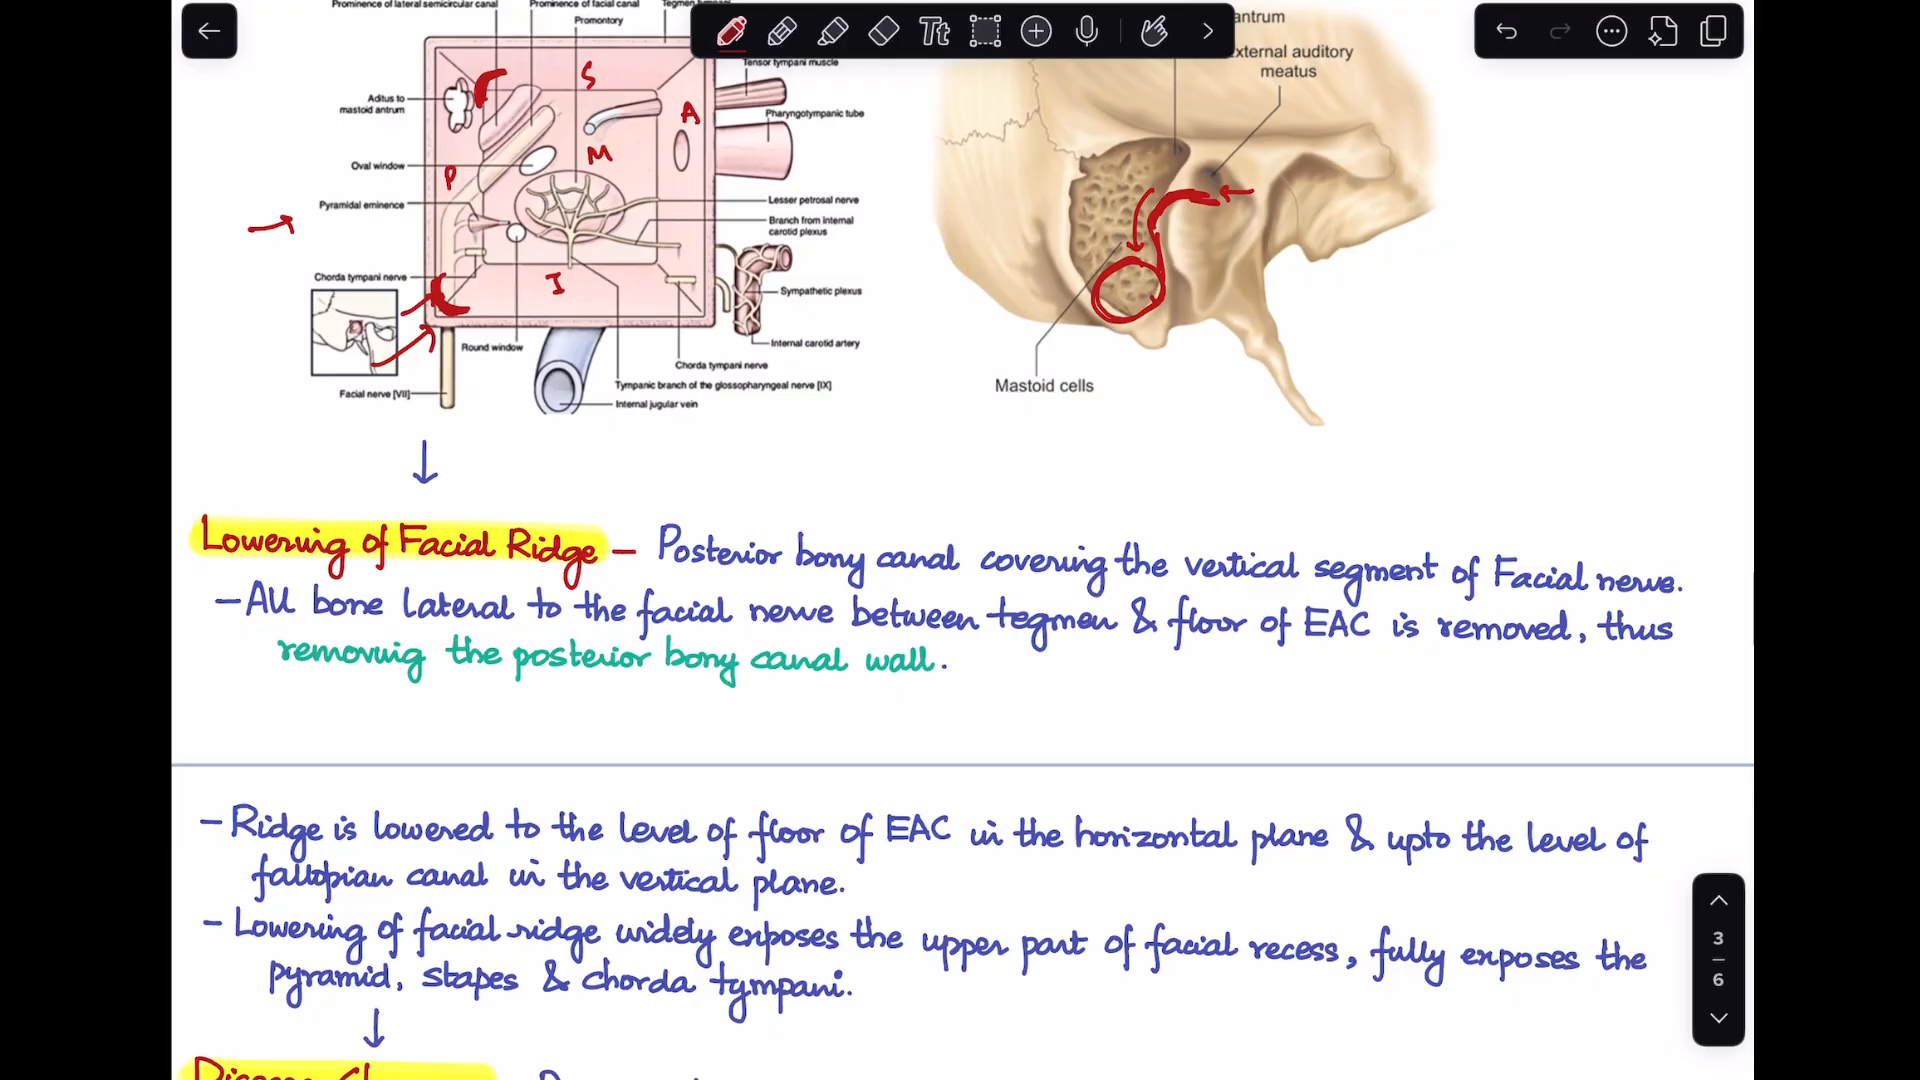 Prominence of lateral semicircular canal
Prominence of facial canal
Tegmen
Promontory
Tensor tympani muscle
Aditus to
mastoid antrum
Pharyngotympanic tube
Oval window
Pyramidal eminence
Lesser petrosal nerve
Branch from internal
carotid plexus
Chorda tympani nerve
Sympathetic plexus
Round window
Internal carotid artery
Chorda tympani nerve
Tympanic branch of the glossopharyngeal nerve [IX]
Facial nerve [VII]
Internal jugular vein
S
A
M
P
I
antrum
xternal auditory
meatus
Mastoid cells
Tt
Lowering of Facial Ridge — Posterior bony canal covering the vertical segment of Facial nerve.
– All bone lateral to the facial nerve between tegmen & floor of EAC is removed, thus
removing the posterior bony canal wall.
– Ridge is lowered to the level of floor of EAC in the horizontal plane & upto the level of
fallopian canal in the vertical plane.
– Lowering of facial ridge widely exposes the upper part of facial recess, fully exposes the
pyramid, stapes & chorda tympani.
3
6